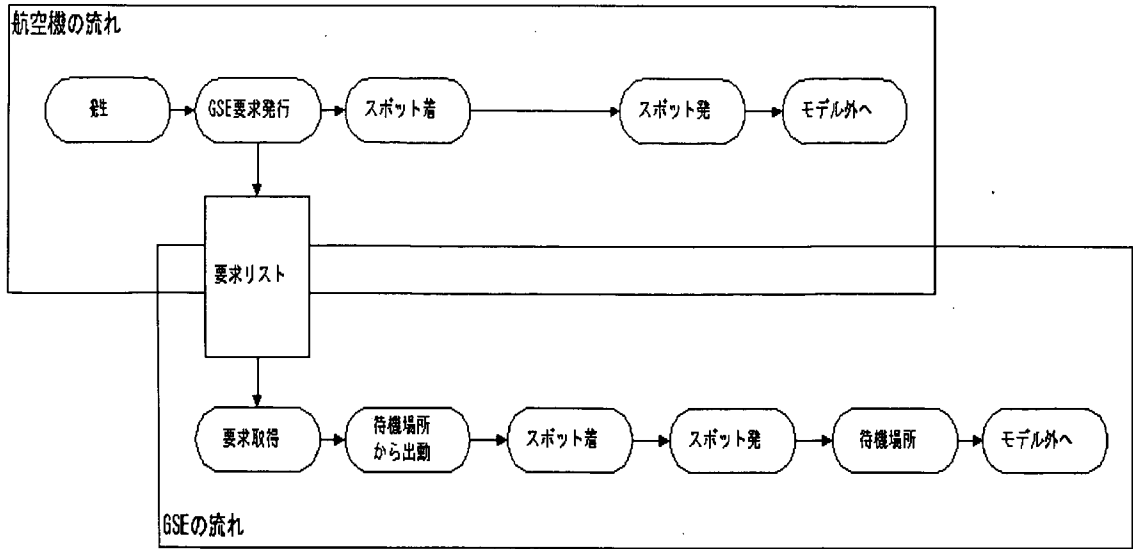 航空機の流れ
発生
GSE要求発行
スポット着
スポット発
モデル外へ
要求リスト
要求取得
待機場所
から出動
スポット着
スポット発
待機場所
モデル外へ
GSEの流れ